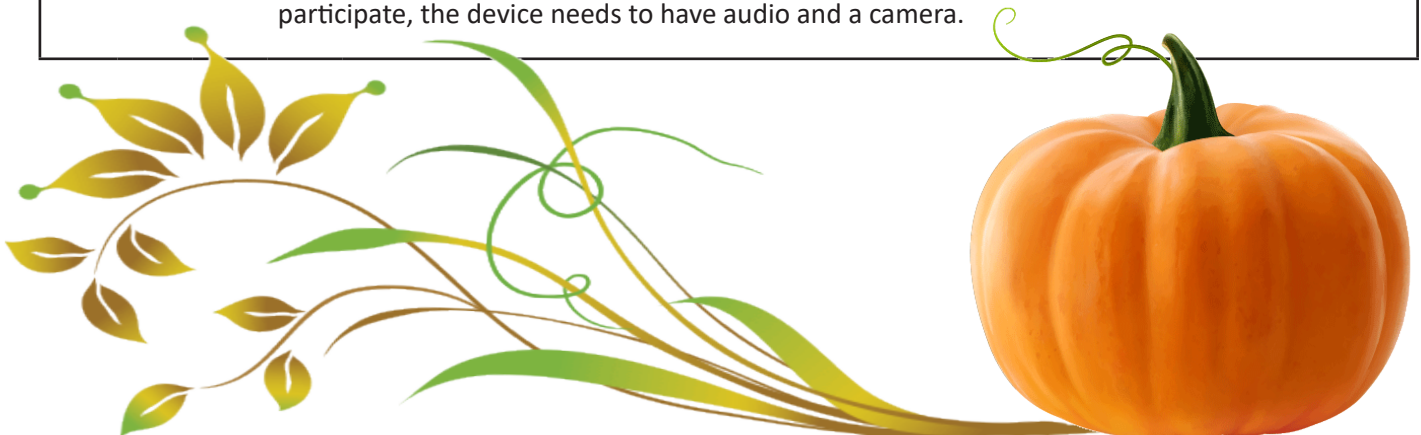 participate, the device needs to have audio and a camera.